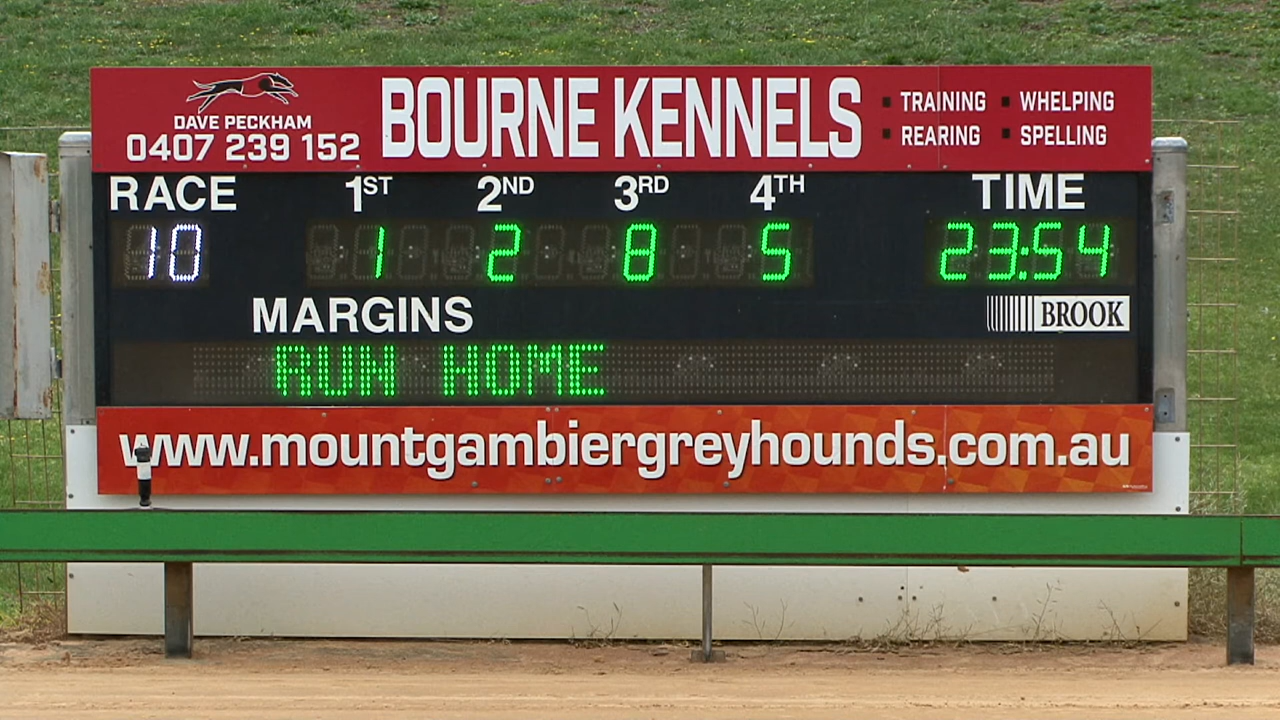 DAVE PECKHAM
0407 239 152
BOURNE KENNELS
TRAINING
WHELPING
REARING
SPELLING
RACE 1ST 2ND 3RD 4TH TIME
10 1 2 8 5 23:54
MARGINS
BROOK
RUN HOME
www.mountgambiergreyhounds.com.au